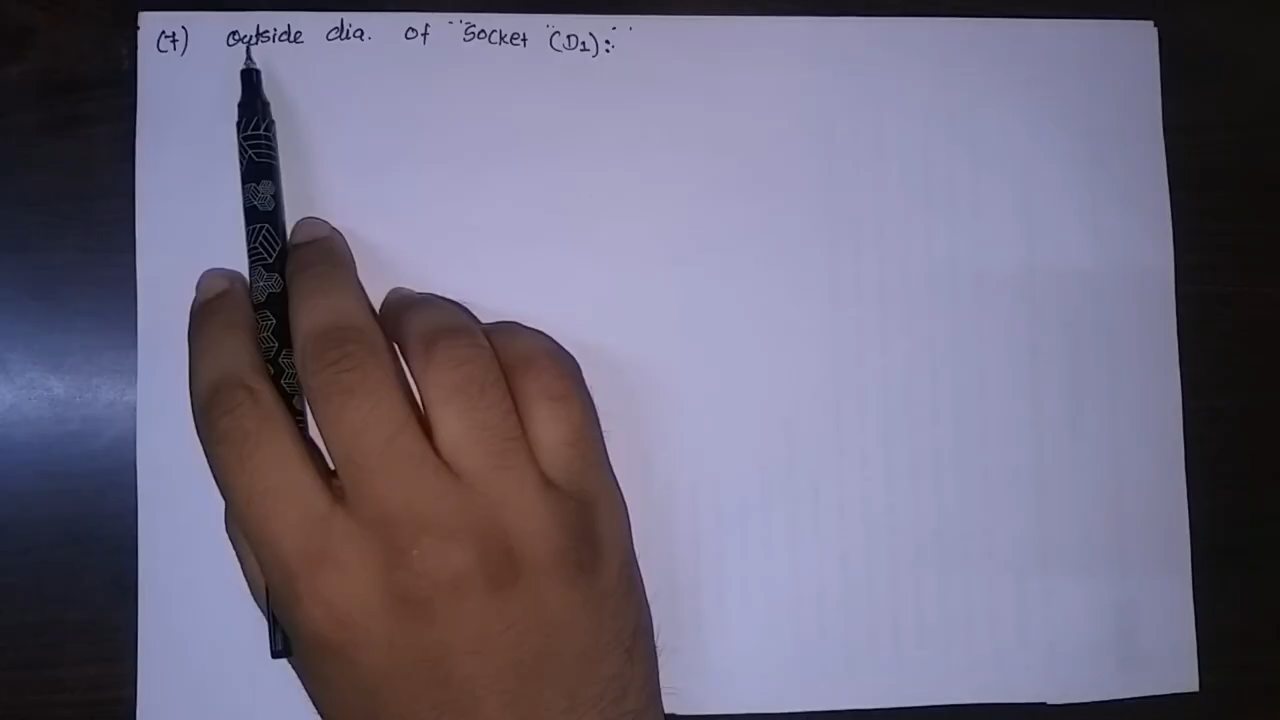 (7) Outside dia. of "Socket" (D1):-